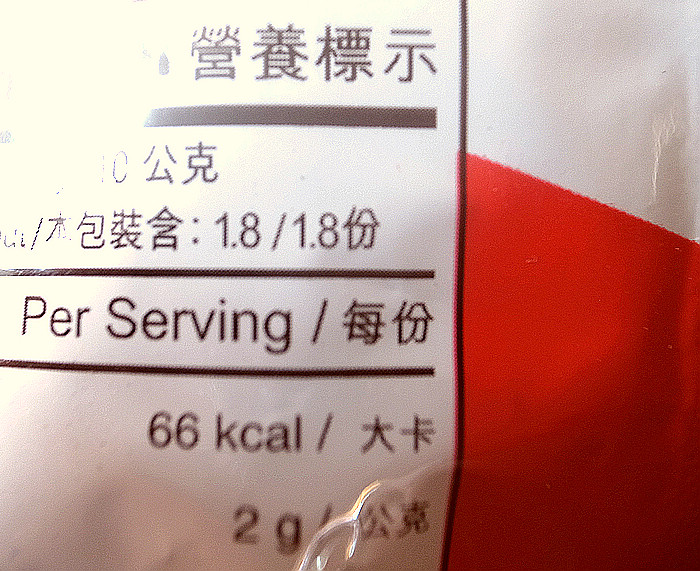 營養標示
0 公克
包裝含：1.8 / 1.8份
Per Serving / 每份
66 kcal / 大卡
2 g / 公克